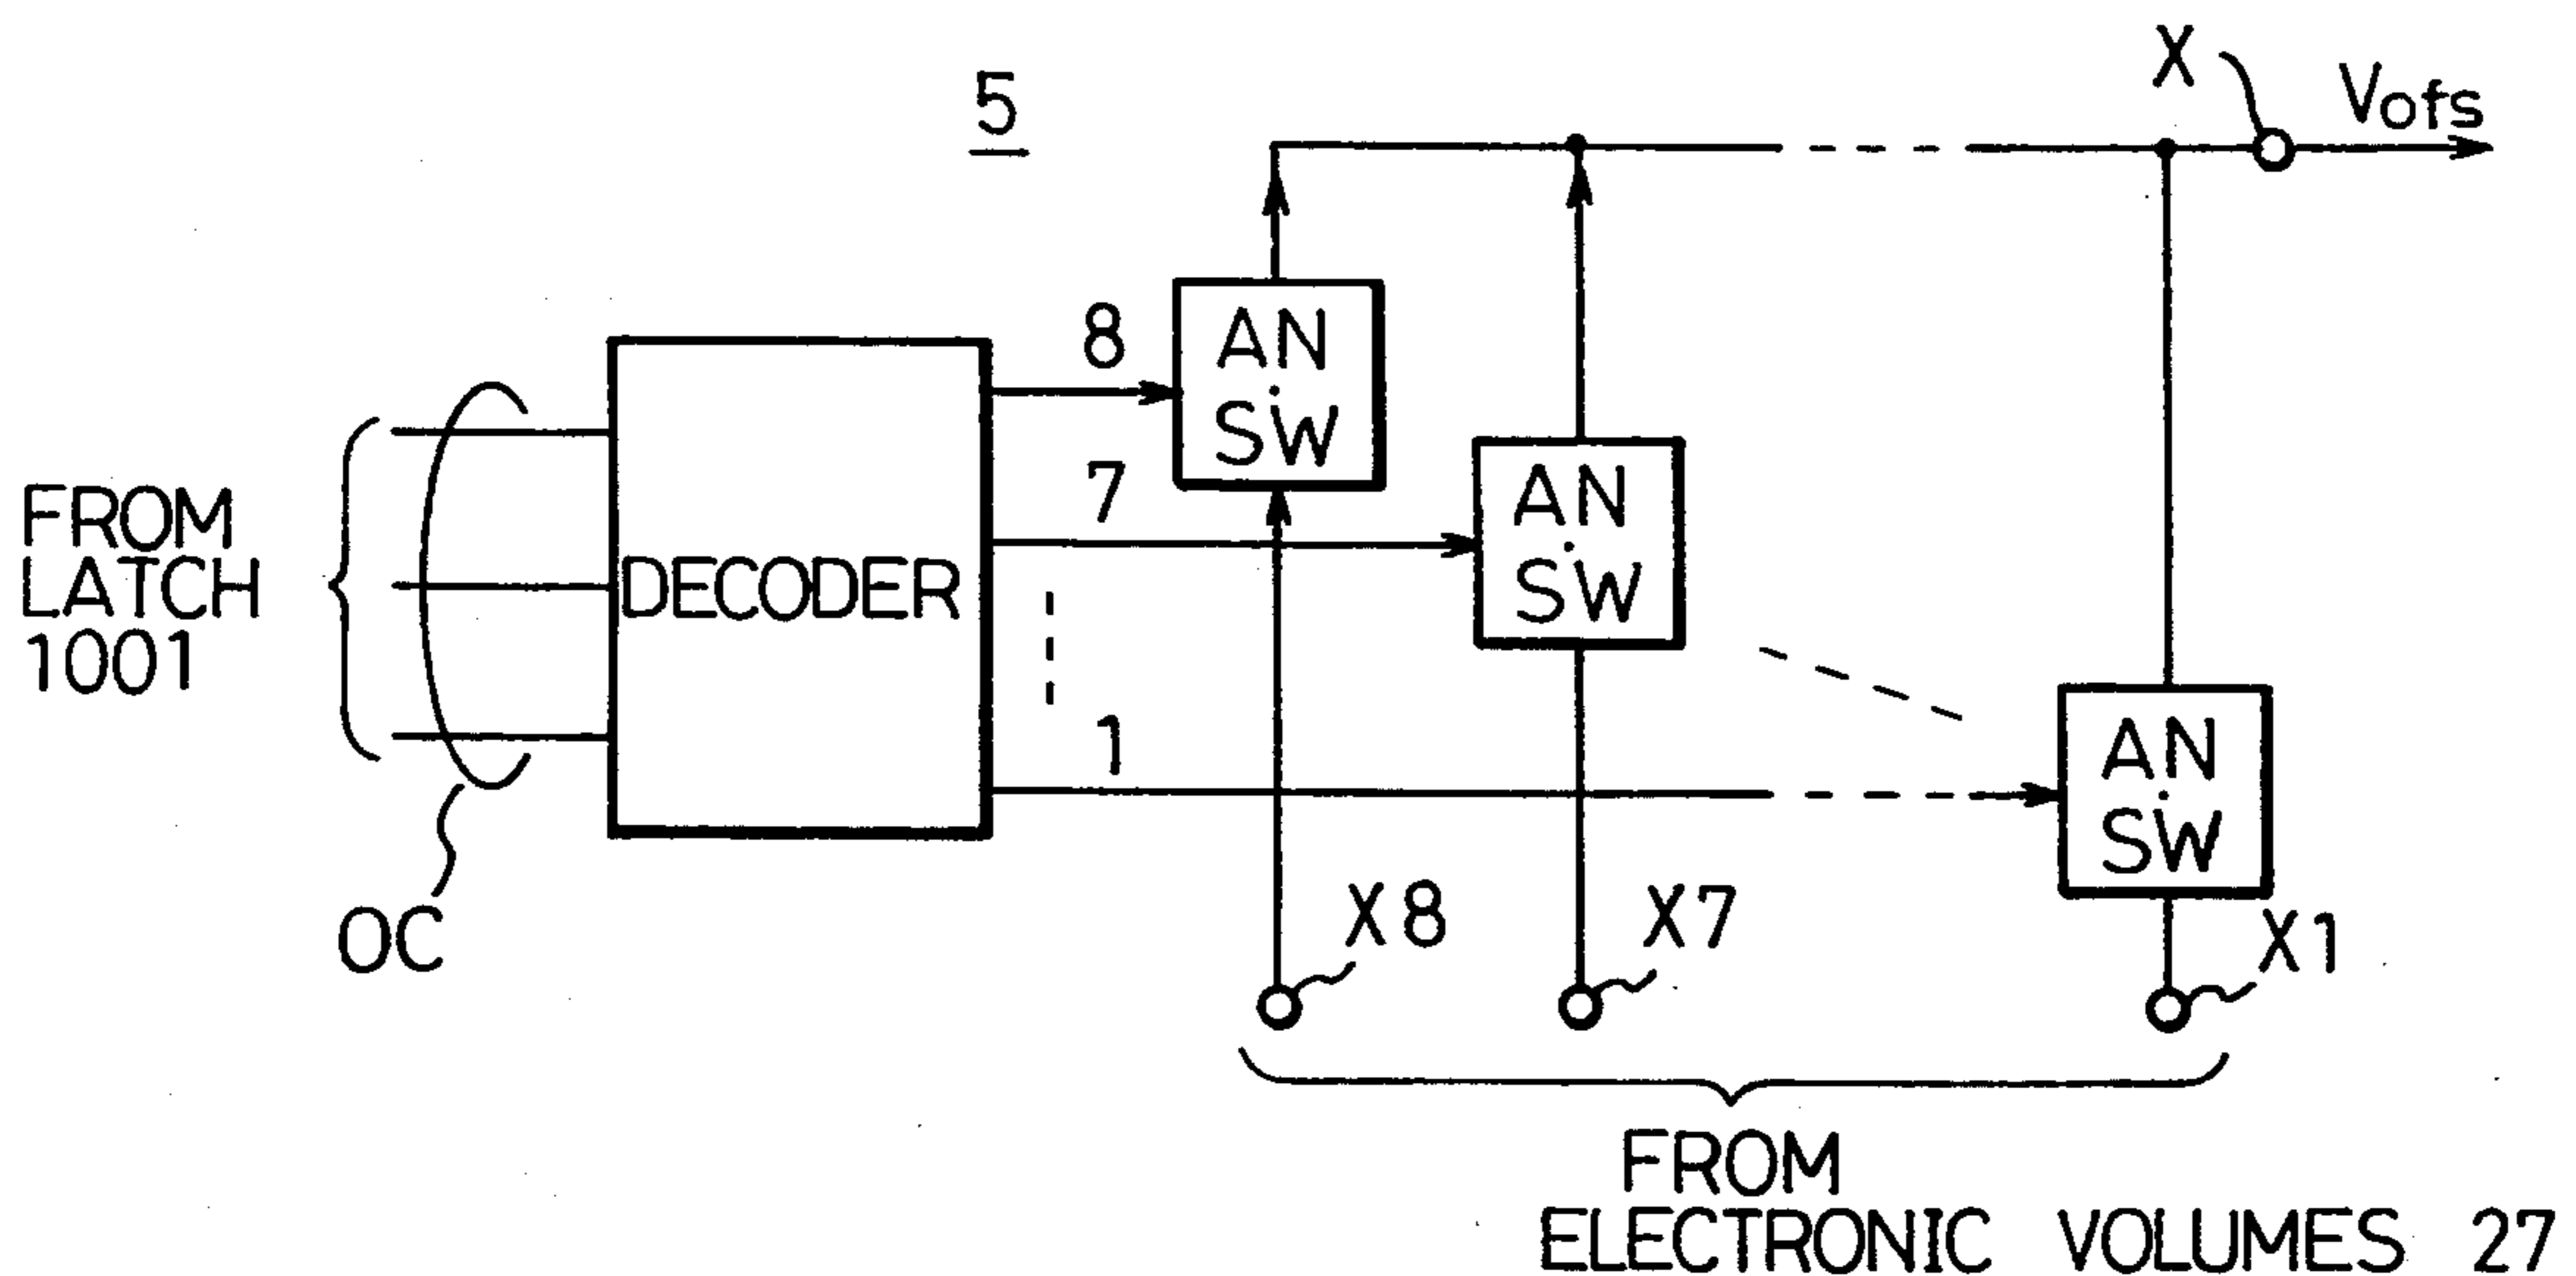 5
X
Vofs
8
AN
SW
7
AN
SW
FROM
LATCH
1001
DECODER
1
AN
SW
OC
X8
X7
X1
FROM
ELECTRONIC VOLUMES 27